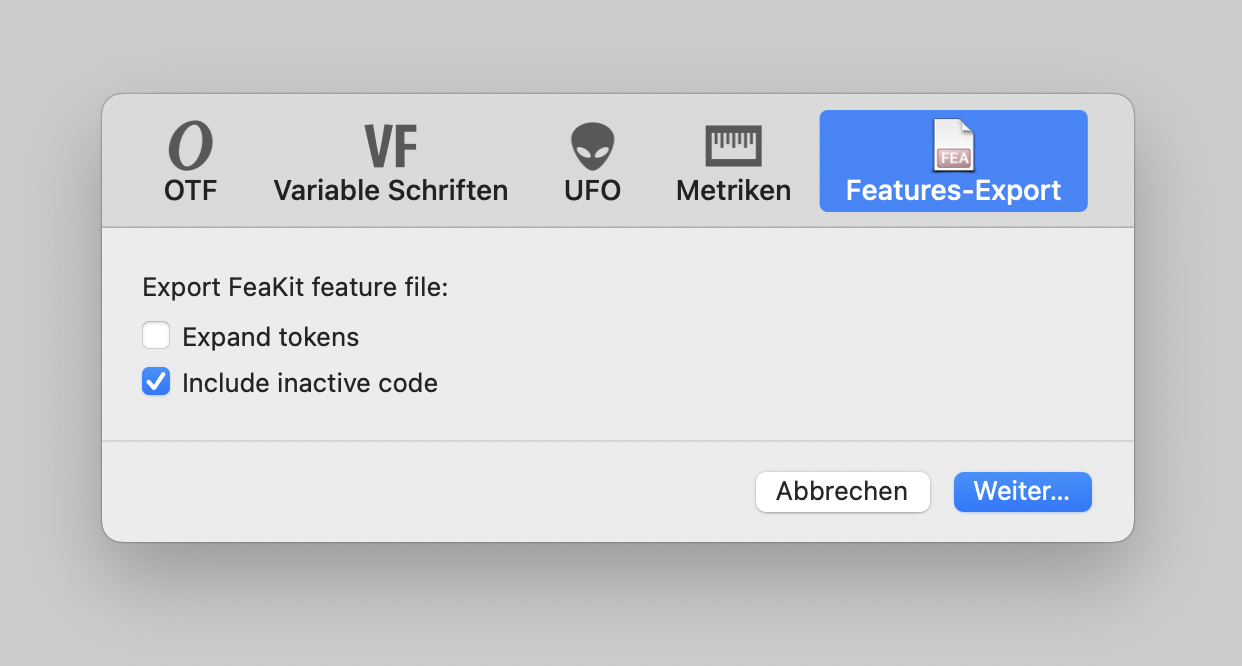 O
VF
FEA
OTF
Variable Schriften
UFO
Metriken
Features-Export
Export FeaKit feature file:
Expand tokens
Include inactive code
Abbrechen
Weiter...